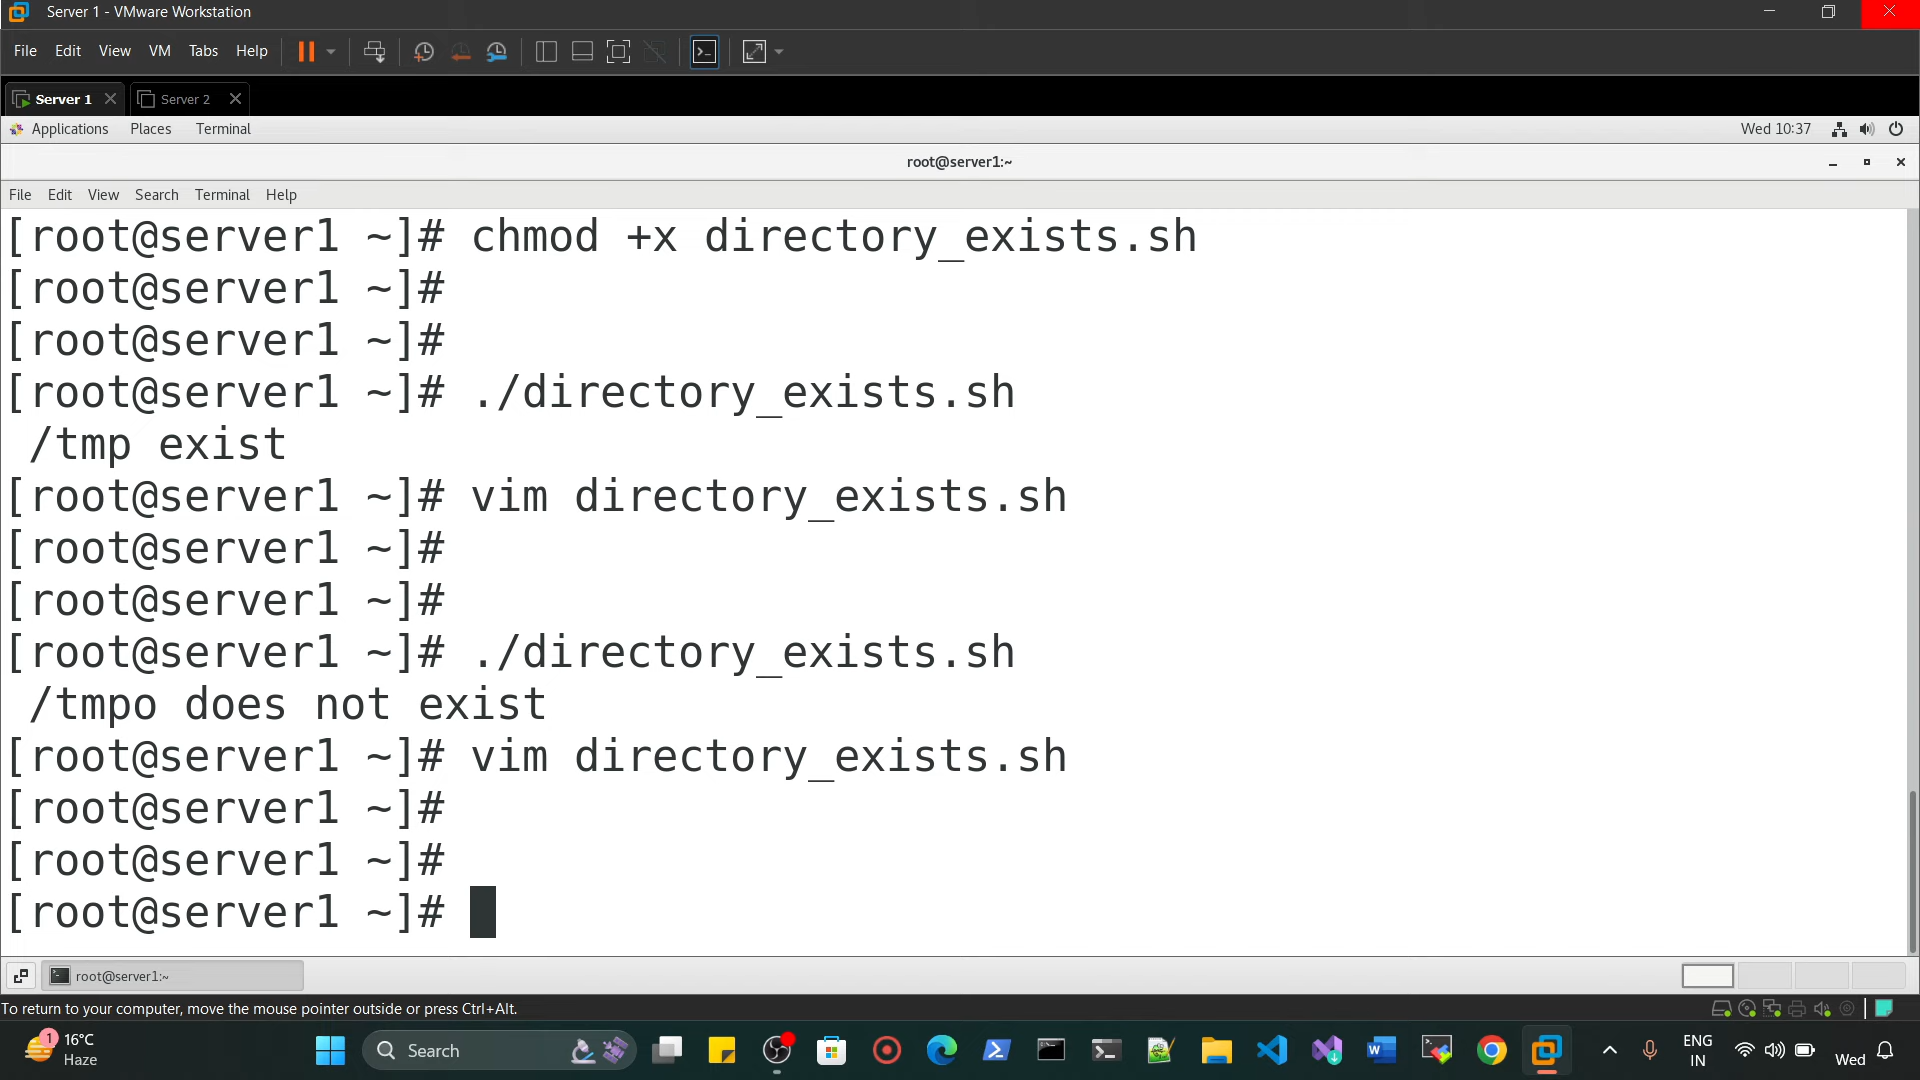 Server 1 - VMware Workstation
File Edit View VM Tabs Help
Server 1 Server 2
Applications Places Terminal Wed 10:37
root@server1:~
File Edit View Search Terminal Help
[root@server1 ~]# chmod +x directory_exists.sh
[root@server1 ~]#
[root@server1 ~]#
[root@server1 ~]# ./directory_exists.sh
/tmp exist
[root@server1 ~]# vim directory_exists.sh
[root@server1 ~]#
[root@server1 ~]#
[root@server1 ~]# ./directory_exists.sh
/tmpo does not exist
[root@server1 ~]# vim directory_exists.sh
[root@server1 ~]#
[root@server1 ~]#
[root@server1 ~]#
root@server1:~
To return to your computer, move the mouse pointer outside or press Ctrl+Alt.
1 16°C
Haze
Search
ENG
IN
Wed